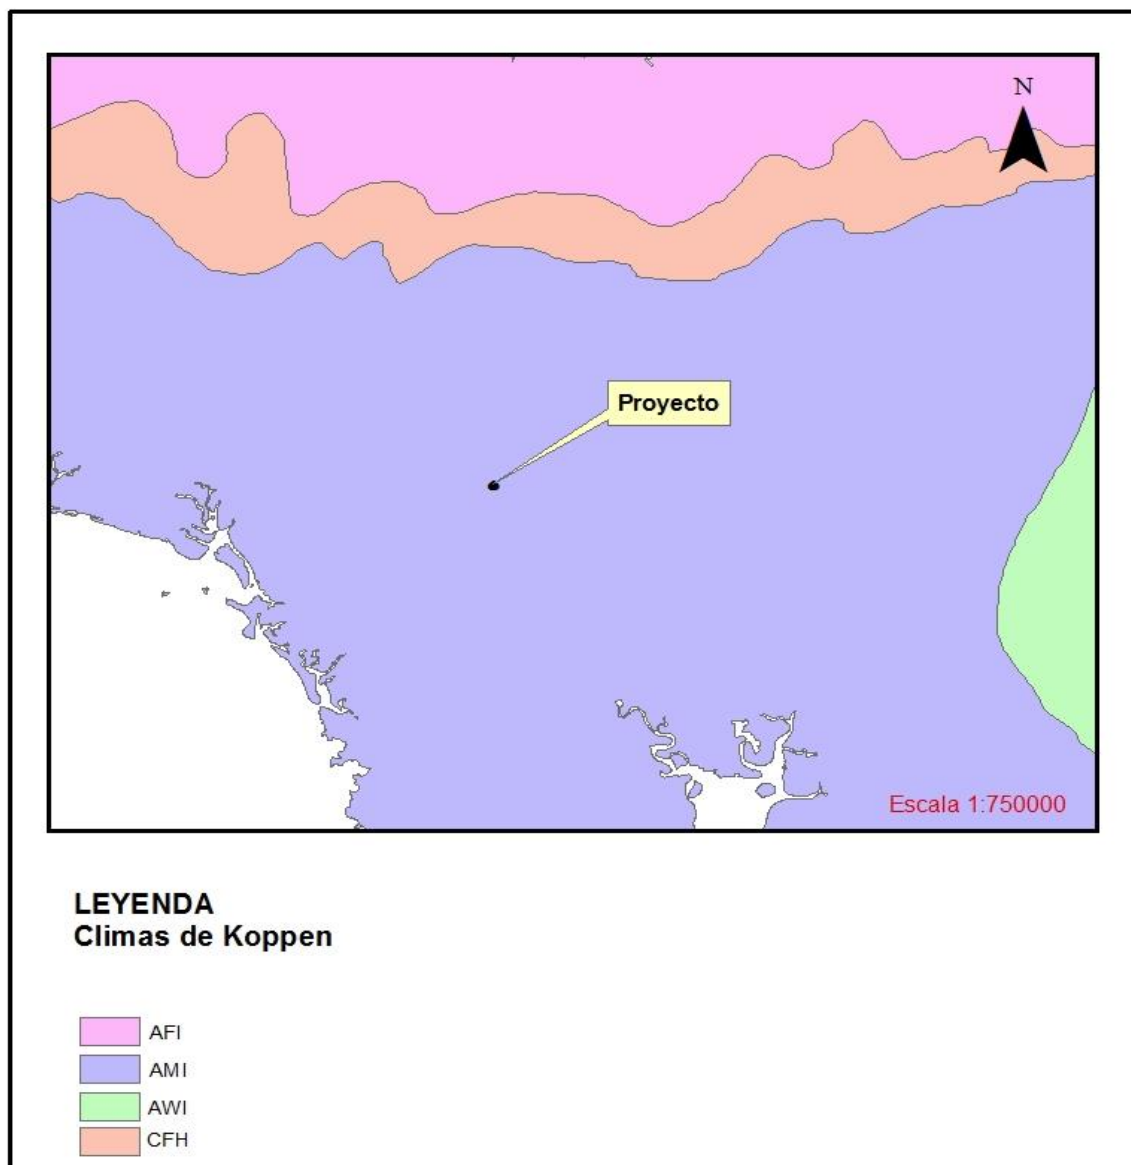 N
Proyecto
Escala 1:750000
LEYENDA
Climas de Koppen
AFI
AMI
AWI
CFH